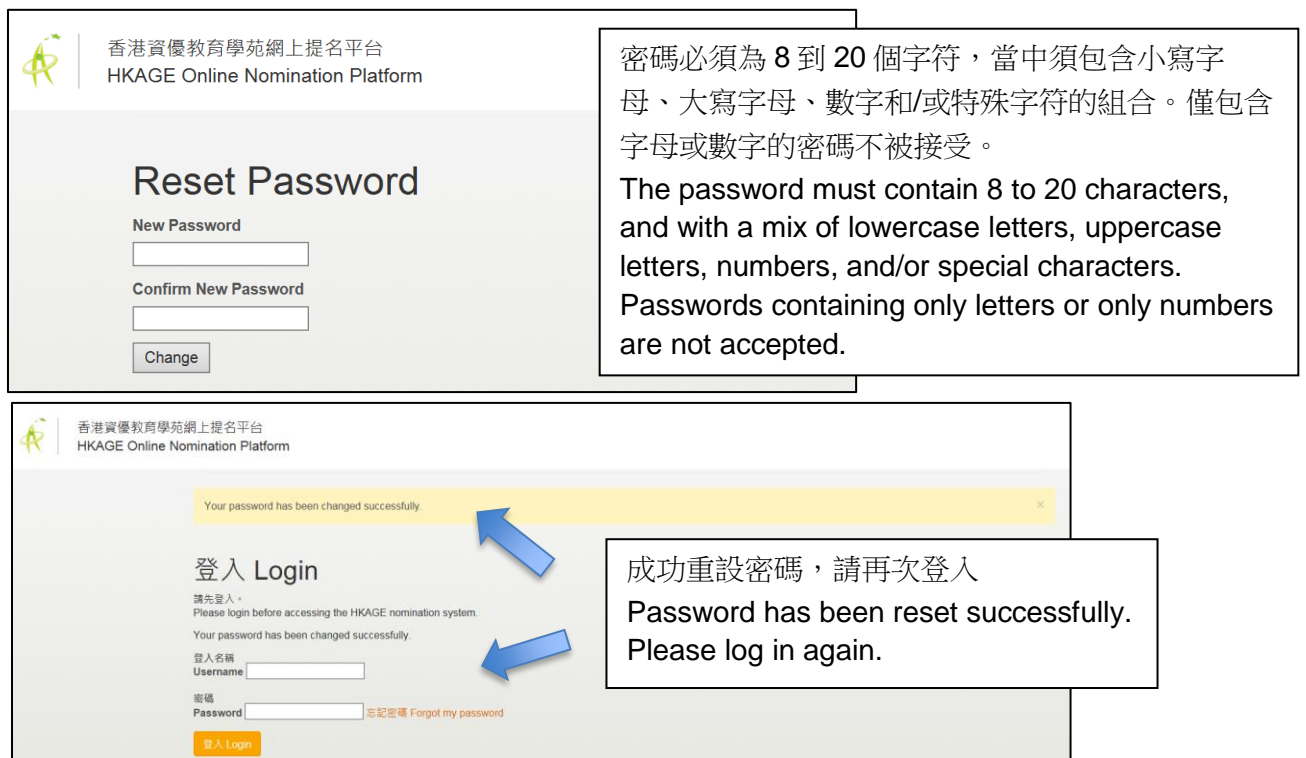 香港資優教育學苑網上提名平台
HKAGE Online Nomination Platform
Reset Password
New Password
Confirm New Password
Change
密碼必須為 8 到 20 個字符，當中須包含小寫字
母、大寫字母、數字和/或特殊字符的組合。僅包含
字母或數字的密碼不被接受。
The password must contain 8 to 20 characters,
and with a mix of lowercase letters, uppercase
letters, numbers, and/or special characters.
Passwords containing only letters or only numbers
are not accepted.
香港資優教育學苑網上提名平台
HKAGE Online Nomination Platform
Your password has been changed successfully.
×
登入 Login
請先登入。
Please login before accessing the HKAGE nomination system.
Your password has been changed successfully.
登入名稱
Username
密碼
Password 忘記密碼 Forgot my password
登入 Login
成功重設密碼，請再次登入
Password has been reset successfully.
Please log in again.